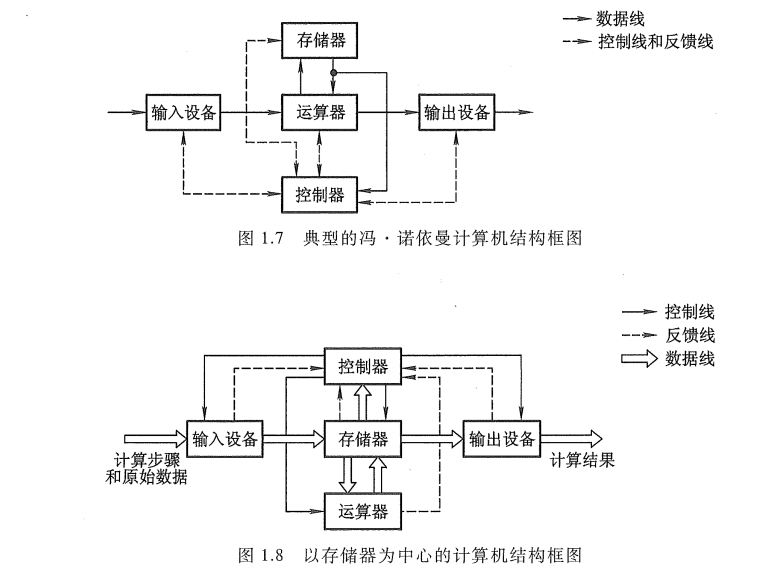 数据线
控制线和反馈线
存储器
输入设备
运算器
输出设备
控制器
图 1.7 典型的冯·诺依曼计算机结构框图
控制线
反馈线
数据线
控制器
输入设备
存储器
输出设备
计算步骤
和原始数据
计算结果
运算器
图 1.8 以存储器为中心的计算机结构框图